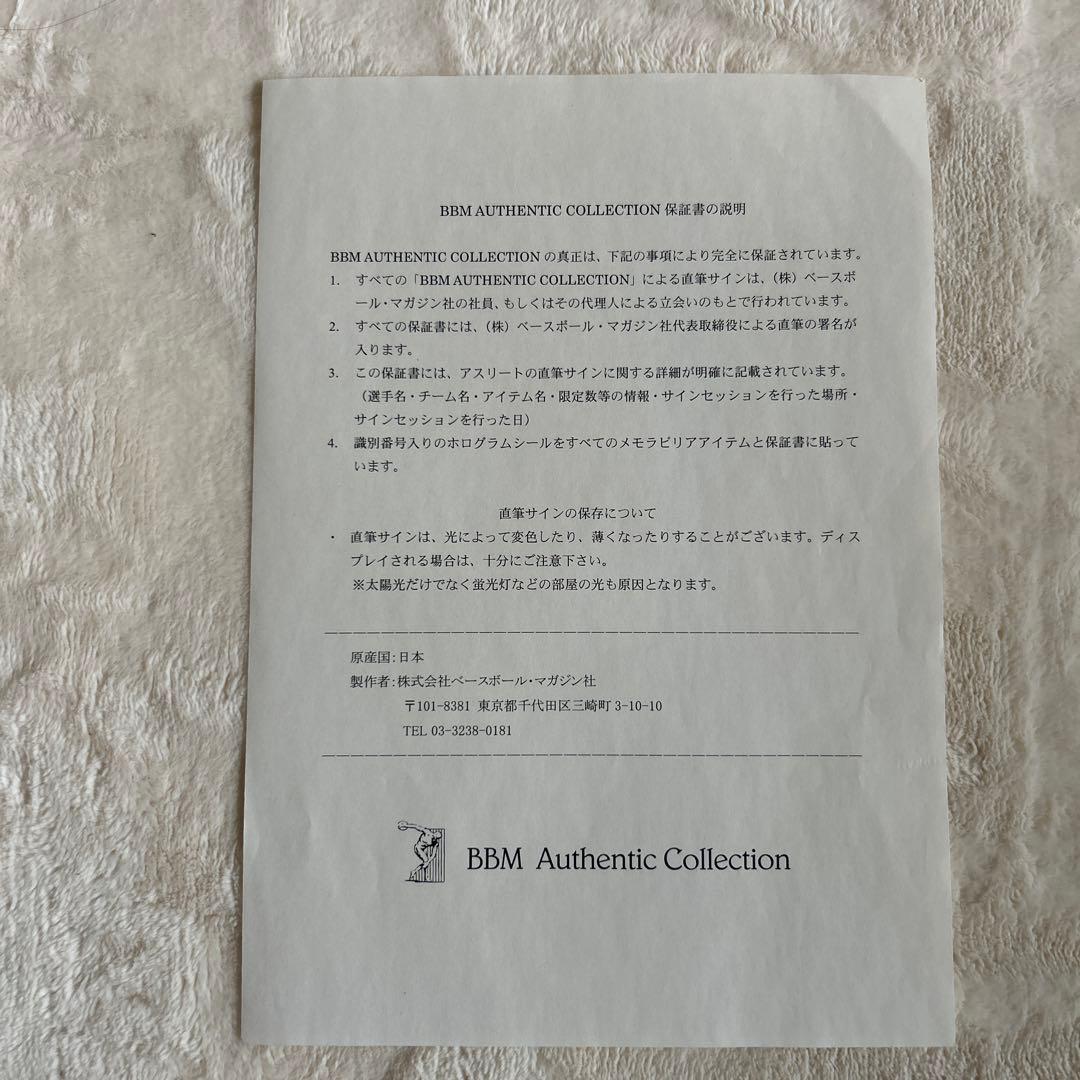 BBM AUTHENTIC COLLECTION 保証書の説明
BBM AUTHENTIC COLLECTION の真正は、下記の事項により完全に保証されています。
1. すべての「BBM AUTHENTIC COLLECTION」による直筆サインは、（株）ベースボ
ール・マガジン社の社員、もしくはその代理人による立会いのもとで行われています。
2. すべての保証書には、（株）ベースボール・マガジン社代表取締役による直筆の署名が
入ります。
3. この保証書には、アスリートの直筆サインに関する詳細が明確に記載されています。
（選手名・チーム名・アイテム名・限定数等の情報・サインセッションを行った場所・
サインセッションを行った日）
4. 識別番号入りのホログラムシールをすべてのメモラビリアアイテムと保証書に貼って
います。
直筆サインの保存について
・ 直筆サインは、光によって変色したり、薄くなったりすることがございます。ディス
プレイされる場合は、十分にご注意下さい。
※太陽光だけでなく蛍光灯などの部屋の光も原因となります。
原産国：日本
製作者：株式会社ベースボール・マガジン社
〒101-8381 東京都千代田区三崎町 3-10-10
TEL 03-3238-0181
BBM Authentic Collection